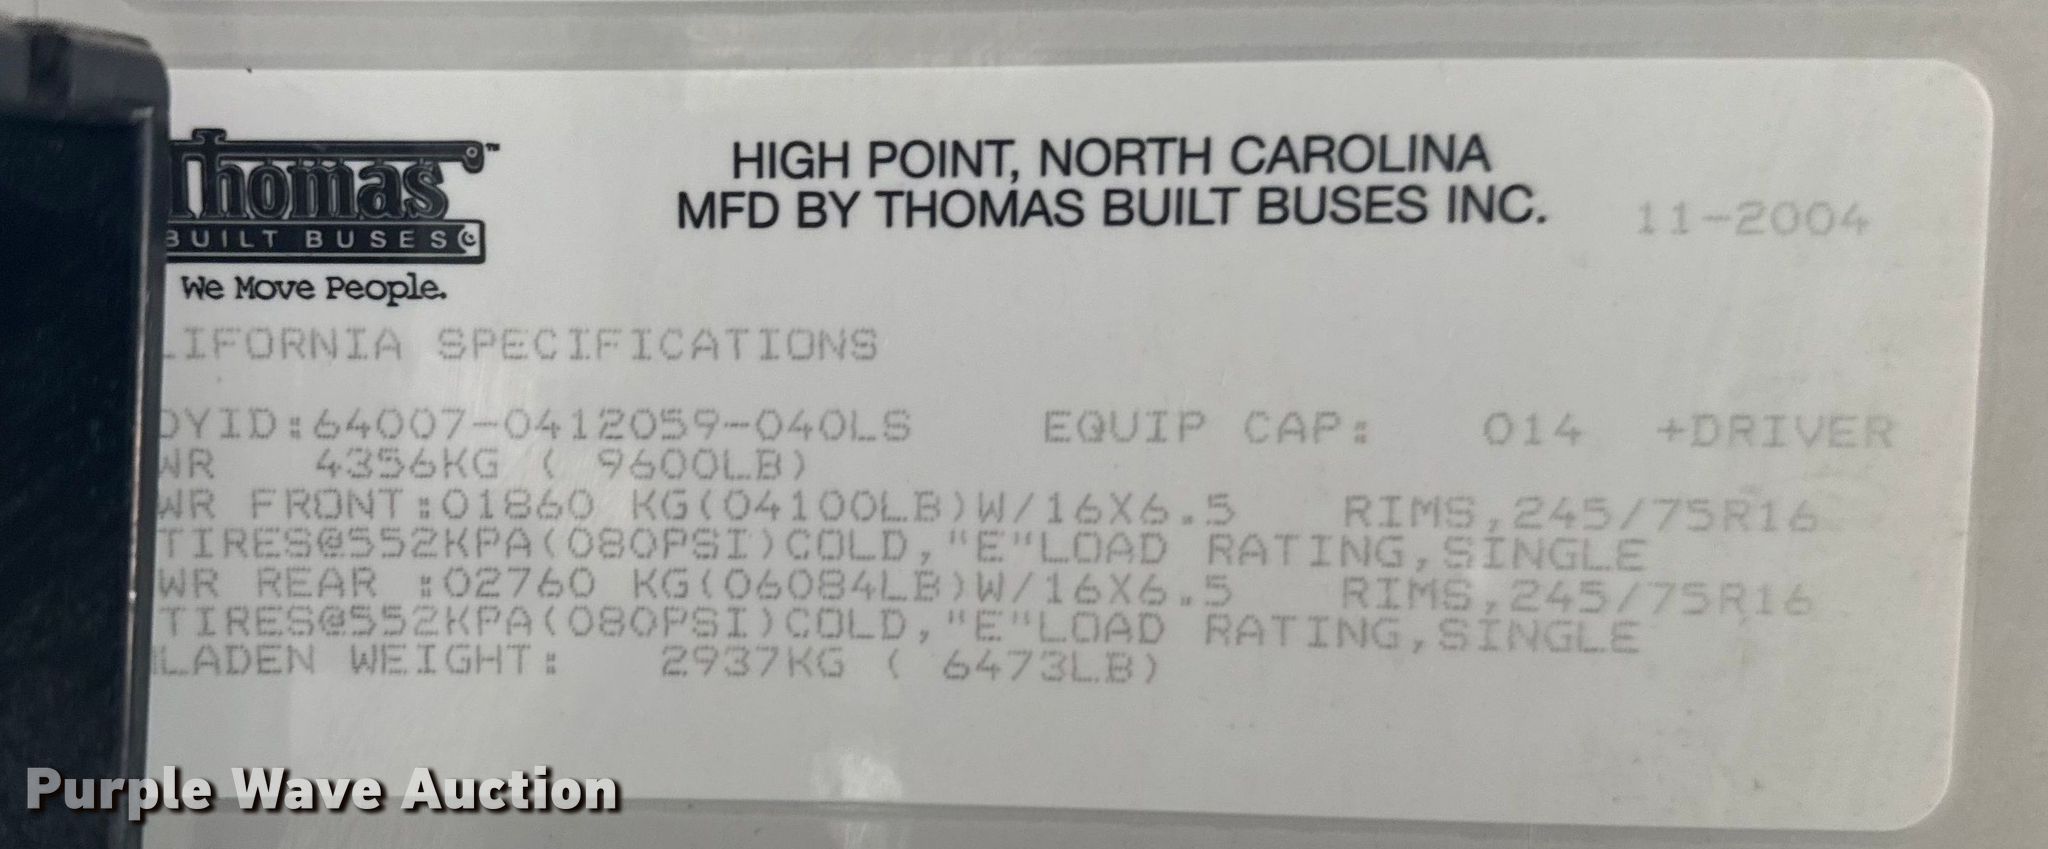 Thomas™
BUILT BUSES
We Move People.
HIGH POINT, NORTH CAROLINA
MFD BY THOMAS BUILT BUSES INC.
11-2004
LIFORNIA SPECIFICATIONS
DYID:64007-0412059-040LS EQUIP CAP: 014 +DRIVER
WR 4356KG ( 9600LB)
WR FRONT:01860 KG(04100LB)W/16X6.5 RIMS,245/75R16
TIRES@552KPA(080PSI)COLD,"E"LOAD RATING,SINGLE
WR REAR :02760 KG(06084LB)W/16X6.5 RIMS,245/75R16
TIRES@552KPA(080PSI)COLD,"E"LOAD RATING,SINGLE
LADEN WEIGHT: 2937KG ( 6473LB)
Purple Wave Auction